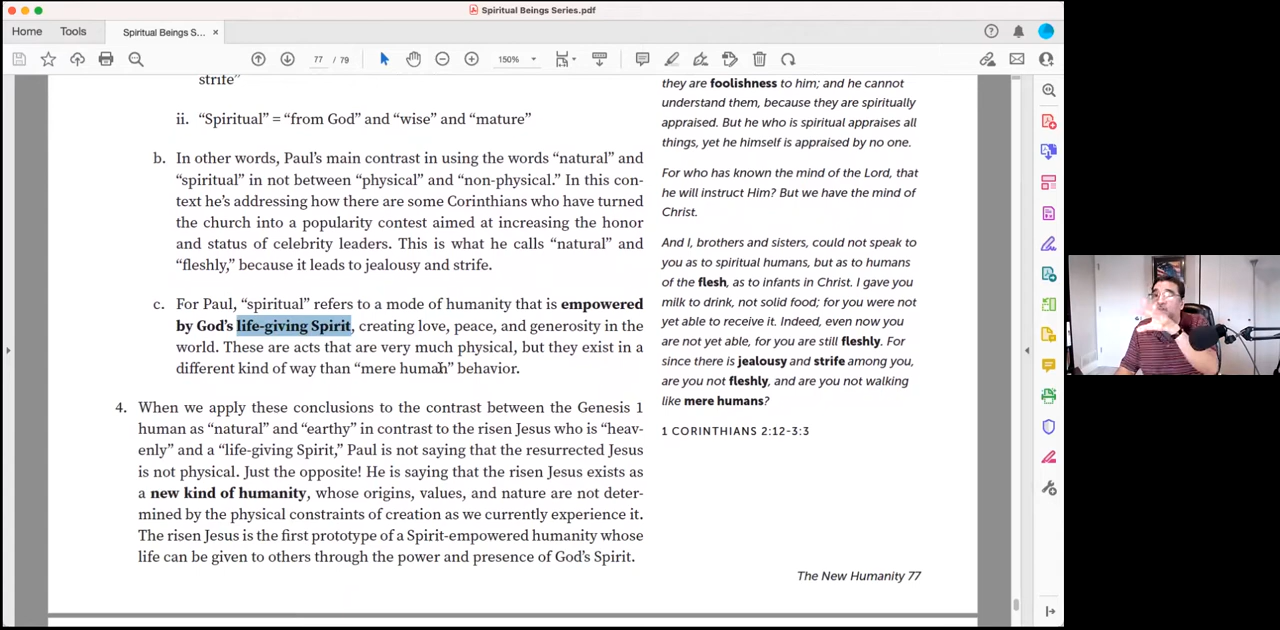 Spiritual Beings Series.pdf
Home
Tools
Spiritual Beings S...
77 / 79
150%
strife”
ii. “Spiritual” = “from God” and “wise” and “mature”
b. In other words, Paul’s main contrast in using the words “natural” and
“spiritual” in not between “physical” and “non-physical.” In this con-
text he’s addressing how there are some Corinthians who have turned
the church into a popularity contest aimed at increasing the honor
and status of celebrity leaders. This is what he calls “natural” and
“fleshly,” because it leads to jealousy and strife.
c. For Paul, “spiritual” refers to a mode of humanity that is empowered
by God’s life-giving Spirit, creating love, peace, and generosity in the
world. These are acts that are very much physical, but they exist in a
different kind of way than “mere human” behavior.
4. When we apply these conclusions to the contrast between the Genesis 1
human as “natural” and “earthy” in contrast to the risen Jesus who is “heav-
enly” and a “life-giving Spirit,” Paul is not saying that the resurrected Jesus
is not physical. Just the opposite! He is saying that the risen Jesus exists as
a new kind of humanity, whose origins, values, and nature are not deter-
mined by the physical constraints of creation as we currently experience it.
The risen Jesus is the first prototype of a Spirit-empowered humanity whose
life can be given to others through the power and presence of God’s Spirit.
they are foolishness to him; and he cannot
understand them, because they are spiritually
appraised. But he who is spiritual appraises all
things, yet he himself is appraised by no one.
For who has known the mind of the Lord, that
he will instruct Him? But we have the mind of
Christ.
And I, brothers and sisters, could not speak to
you as to spiritual humans, but as to humans
of the flesh, as to infants in Christ. I gave you
milk to drink, not solid food; for you were not
yet able to receive it. Indeed, even now you
are not yet able, for you are still fleshly. For
since there is jealousy and strife among you,
are you not fleshly, and are you not walking
like mere humans?
1 CORINTHIANS 2:12-3:3
The New Humanity 77